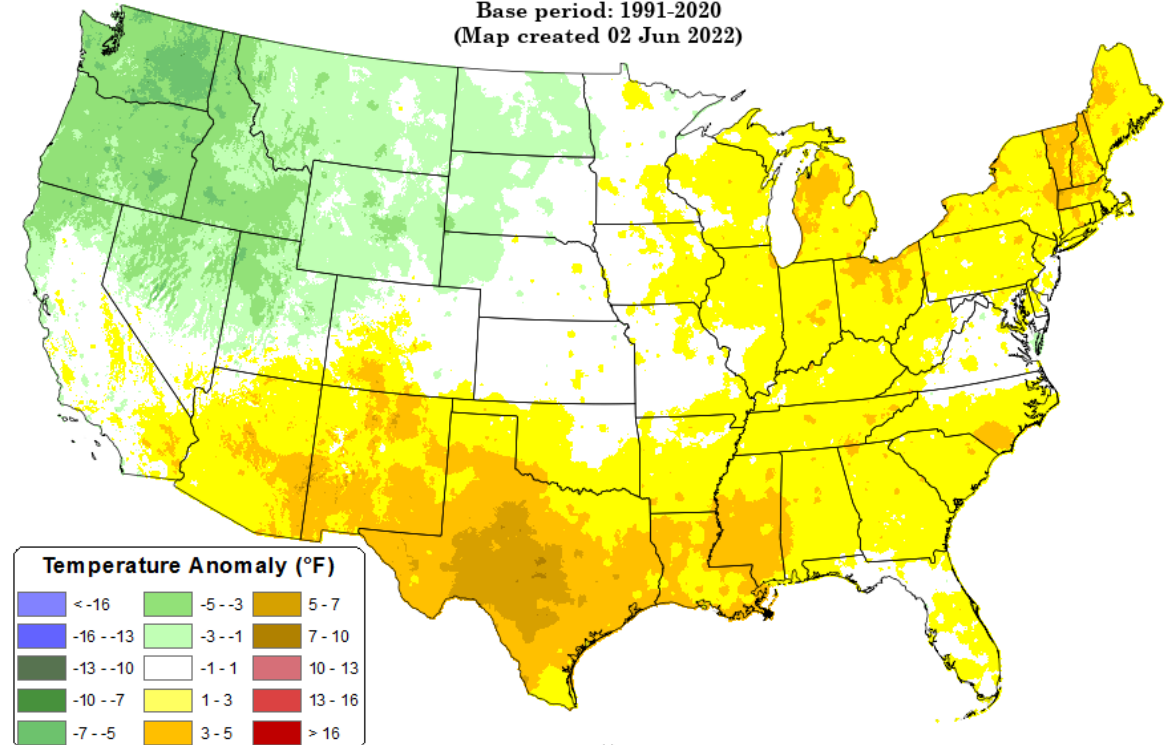 Base period: 1991-2020
(Map created 02 Jun 2022)
Temperature Anomaly (°F)
< -16
-5 - -3
5 - 7
-16 - -13
-3 - -1
7 - 10
-13 - -10
-1 - 1
10 - 13
-10 - -7
1 - 3
13 - 16
-7 - -5
3 - 5
> 16